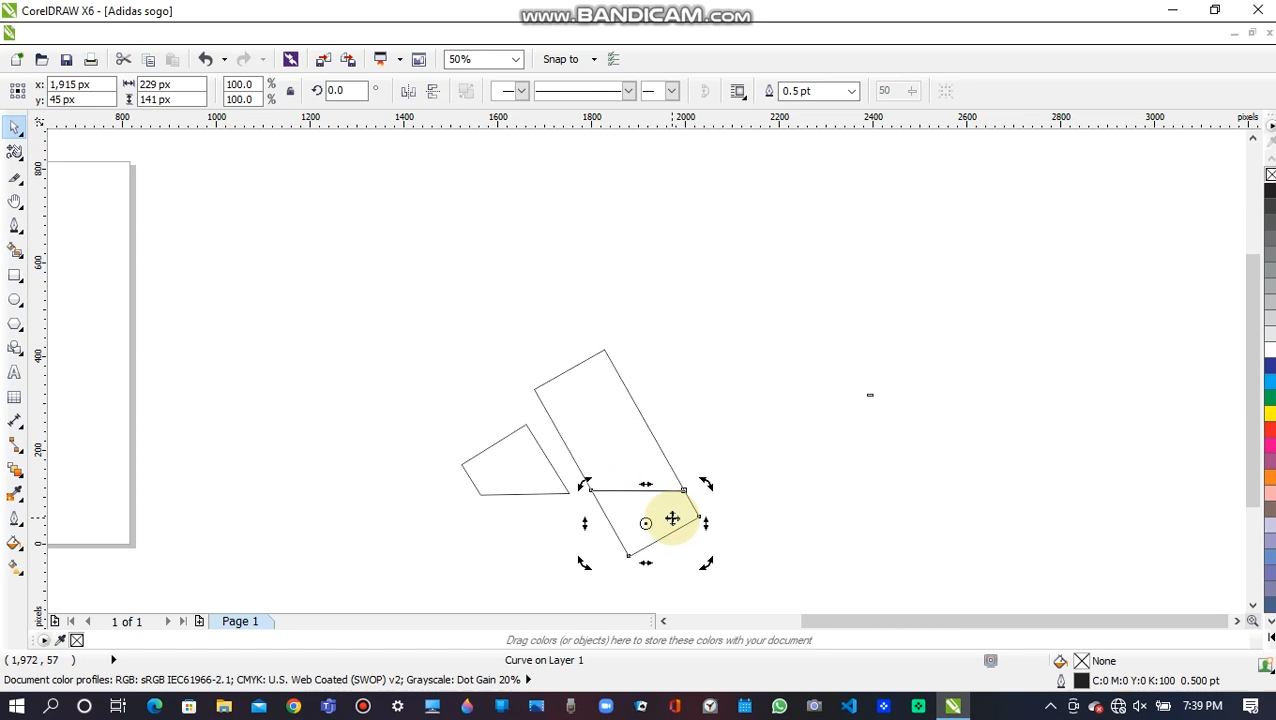 CorelDRAW X6 - [Adidas sogo]
www.BANDICAM.com
50%
Snap to
x: 1,915 px 229 px 100.0 % 0.0 ° 0.5 pt 50
y: 45 px 141 px 100.0 %
800 1000 1200 1400 1600 1800 2000 2200 2400 2600 2800 3000 pixels
800
600
400
200
0
pixels
1 of 1 Page 1
Drag colors (or objects) here to store these colors with your document
(1,972, 57 ) Curve on Layer 1 None
Document color profiles: RGB: sRGB IEC61966-2.1; CMYK: U.S. Web Coated (SWOP) v2; Grayscale: Dot Gain 20% C:0 M:0 Y:0 K:100 0.500 pt
7:39 PM